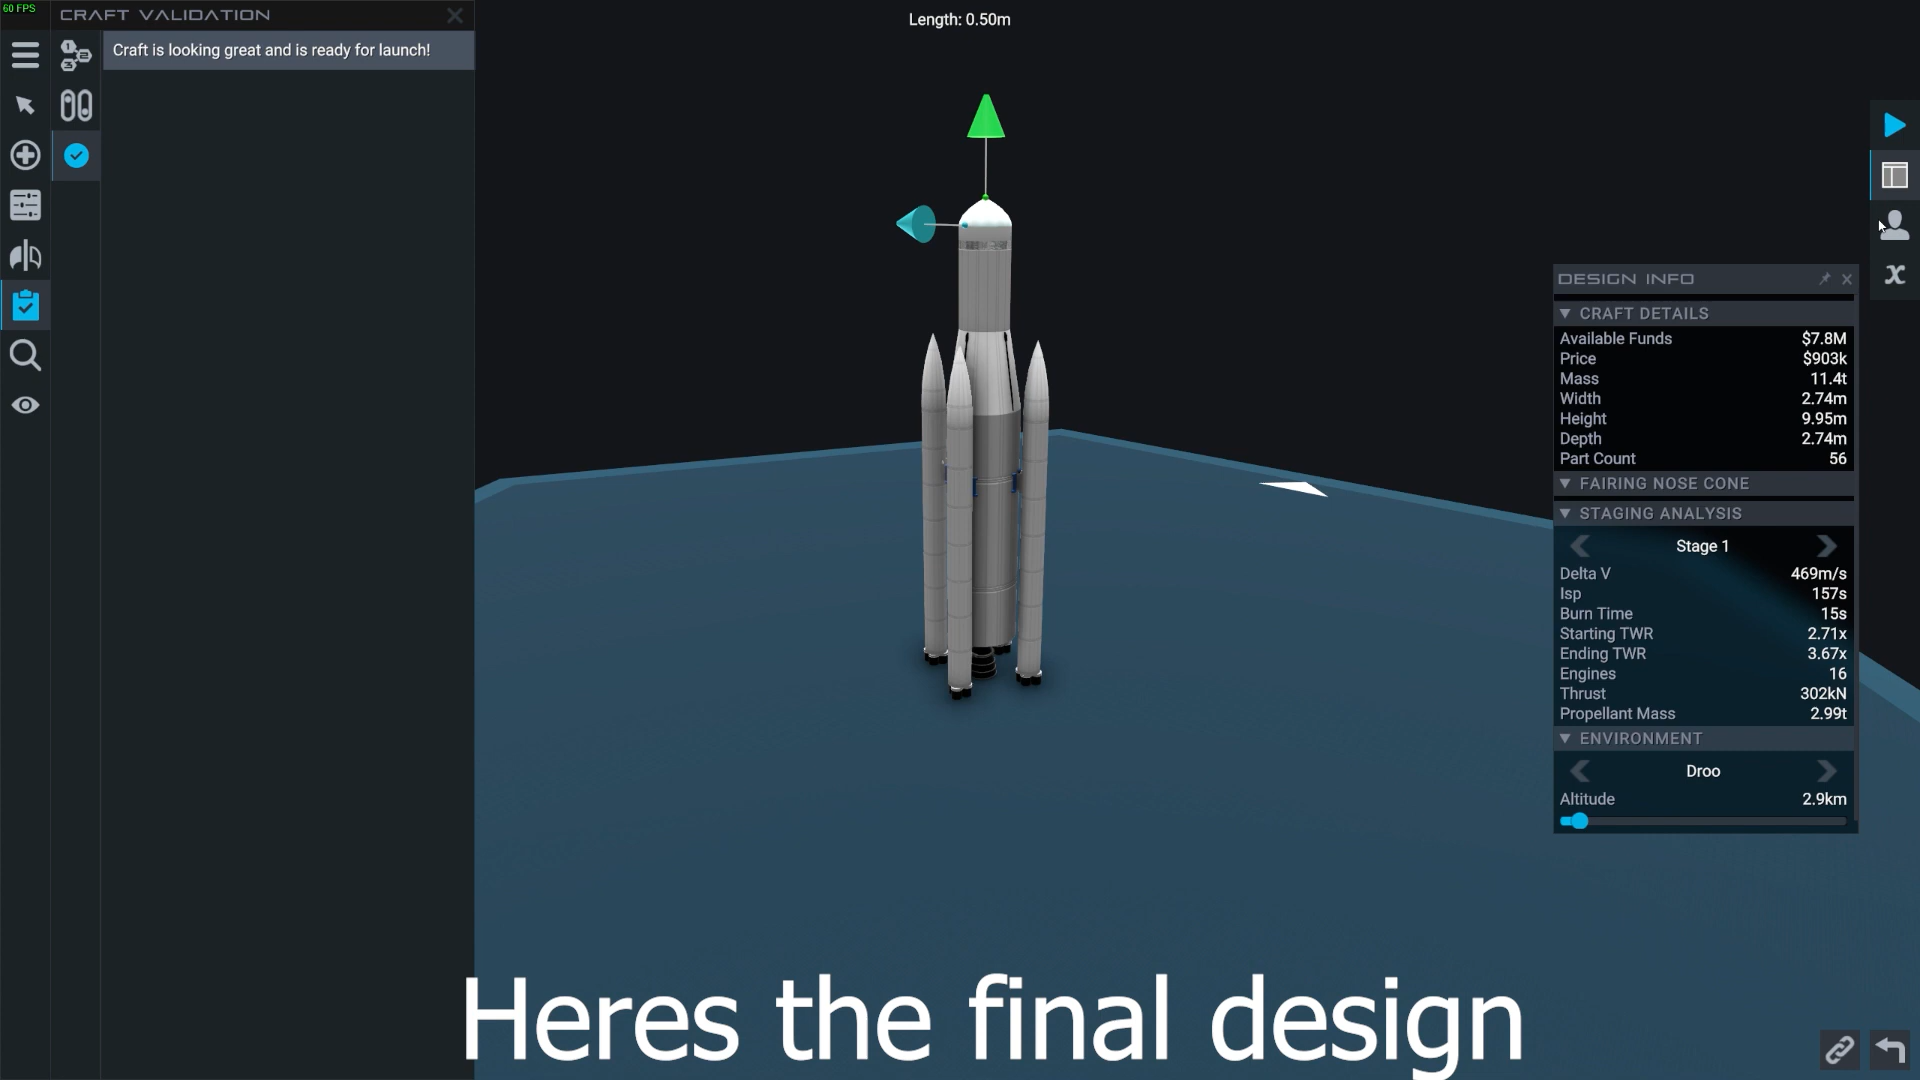 60 FPS
CRAFT VALIDATION
Craft is looking great and is ready for launch!
Length: 0.50m
DESIGN INFO
CRAFT DETAILS
Available Funds $7.8M
Price $903k
Mass 11.4t
Width 2.74m
Height 9.95m
Depth 2.74m
Part Count 56
FAIRING NOSE CONE
STAGING ANALYSIS
Stage 1
Delta V 469m/s
Isp 157s
Burn Time 15s
Starting TWR 2.71x
Ending TWR 3.67x
Engines 16
Thrust 302kN
Propellant Mass 2.99t
ENVIRONMENT
Droo
Altitude 2.9km
Heres the final design